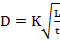 D = K√(L/t)